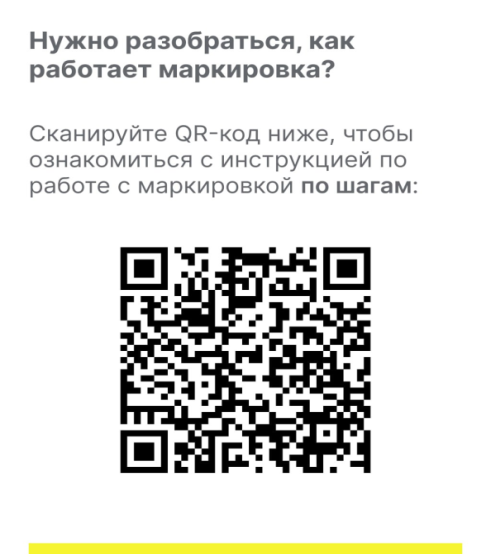 Нужно разобраться, как
работает маркировка?
Сканируйте QR-код ниже, чтобы
ознакомиться с инструкцией по
работе с маркировкой по шагам: